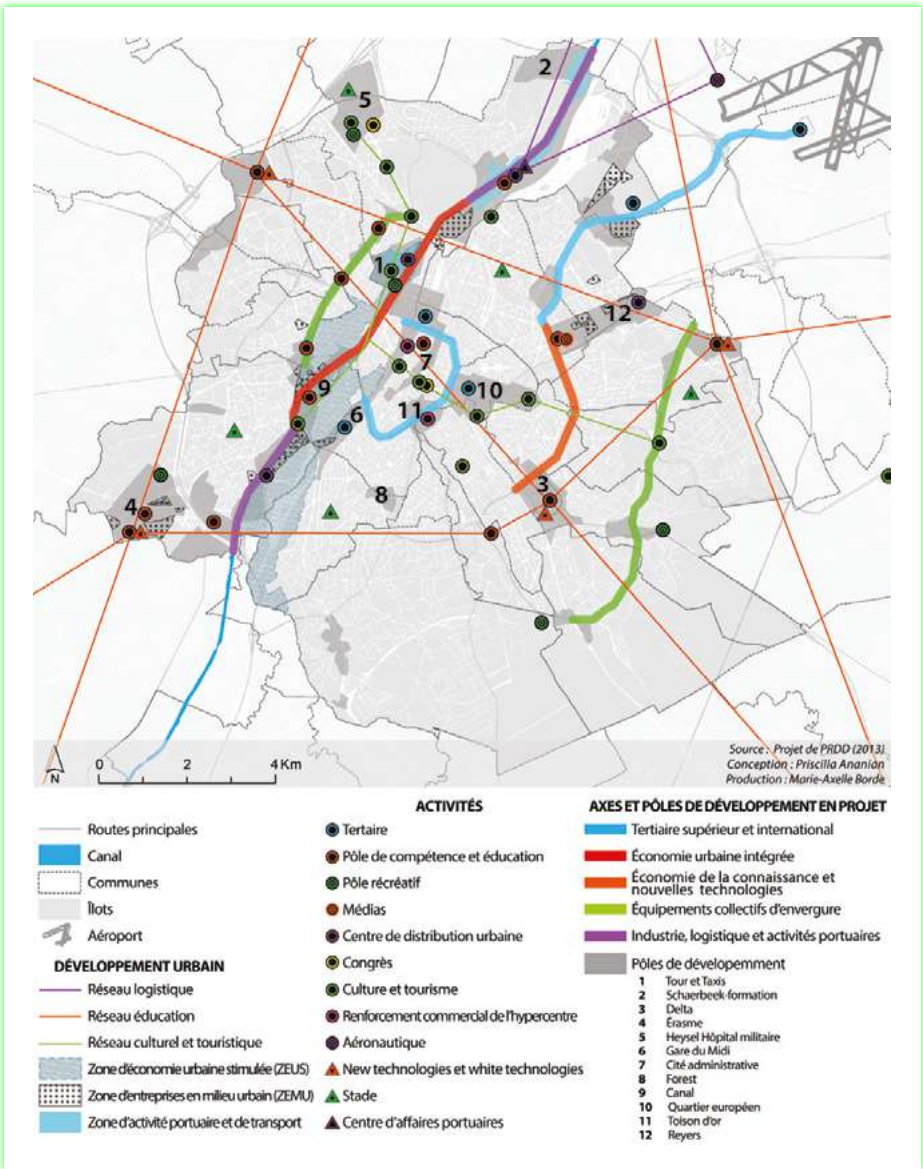 2
5
1
12
7
9
10
6
11
8
3
4
N
0 2 4 Km
Source : Projet de PRDD (2013)
Conception : Priscilla Ananian
Production : Marie-Axelle Borde
Routes principales
Canal
Communes
Îlots
Aéroport
DÉVELOPPEMENT URBAIN
Réseau logistique
Réseau éducation
Réseau culturel et touristique
Zone d'économie urbaine stimulée (ZEUS)
Zone d'entreprises en milieu urbain (ZEMU)
Zone d'activité portuaire et de transport
ACTIVITÉS
Tertaire
Pôle de compétence et éducation
Pôle récréatif
Médias
Centre de distribution urbaine
Congrès
Culture et tourisme
Renforcement commercial de l'hypercentre
Aéronautique
New technologies et white technologies
Stade
Centre d'affaires portuaires
AXES ET PÔLES DE DÉVELOPPEMENT EN PROJET
Tertiaire supérieur et international
Économie urbaine intégrée
Économie de la connaissance et
nouvelles technologies
Équipements collectifs d'envergure
Industrie, logistique et activités portuaires
Pôles de dévelopemment
1 Tour et Taxis
2 Schaerbeek-formation
3 Delta
4 Érasme
5 Heysel Hôpital militaire
6 Gare du Midi
7 Cité administrative
8 Forest
9 Canal
10 Quartier européen
11 Toison d'or
12 Reyers